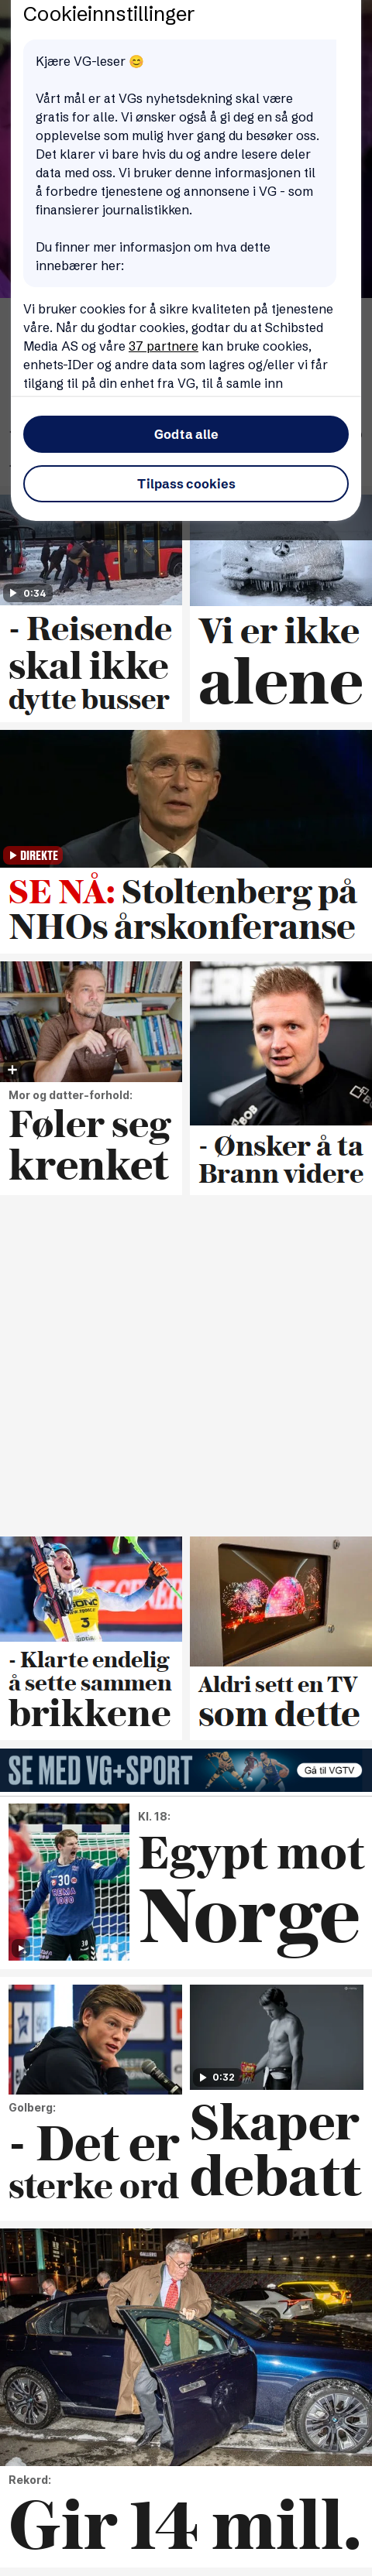 Cookieinnstillinger
Kjære VG-leser 😊
Vårt mål er at VGs nyhetsdekning skal være
gratis for alle. Vi ønsker også å gi deg en så god
opplevelse som mulig hver gang du besøker oss.
Det klarer vi bare hvis du og andre lesere deler
data med oss. Vi bruker denne informasjonen til
å forbedre tjenestene og annonsene i VG - som
finansierer journalistikken.
Du finner mer informasjon om hva dette
innebærer her:
Vi bruker cookies for å sikre kvaliteten på tjenestene
våre. Når du godtar cookies, godtar du at Schibsted
Media AS og våre 37 partnere kan bruke cookies,
enhets-IDer og andre data som lagres og/eller vi får
tilgang til på din enhet fra VG, til å samle inn
Godta alle
Tilpass cookies
0:34
- Reisende
skal ikke
dytte busser
Vi er ikke
alene
DIREKTE
SE NÅ: Stoltenberg på
NHOs årskonferanse
Mor og datter-forhold:
Føler seg
krenket
- Ønsker å ta
Brann videre
- Klarte endelig
å sette sammen
brikkene
Aldri sett en TV
som dette
SE MED VG+SPORT
Gå til VGTV
Kl. 18:
Egypt mot
Norge
30
REMA
1000
Golberg:
- Det er
sterke ord
0:32
Skaper
debatt
Rekord:
Gir 14 mill.